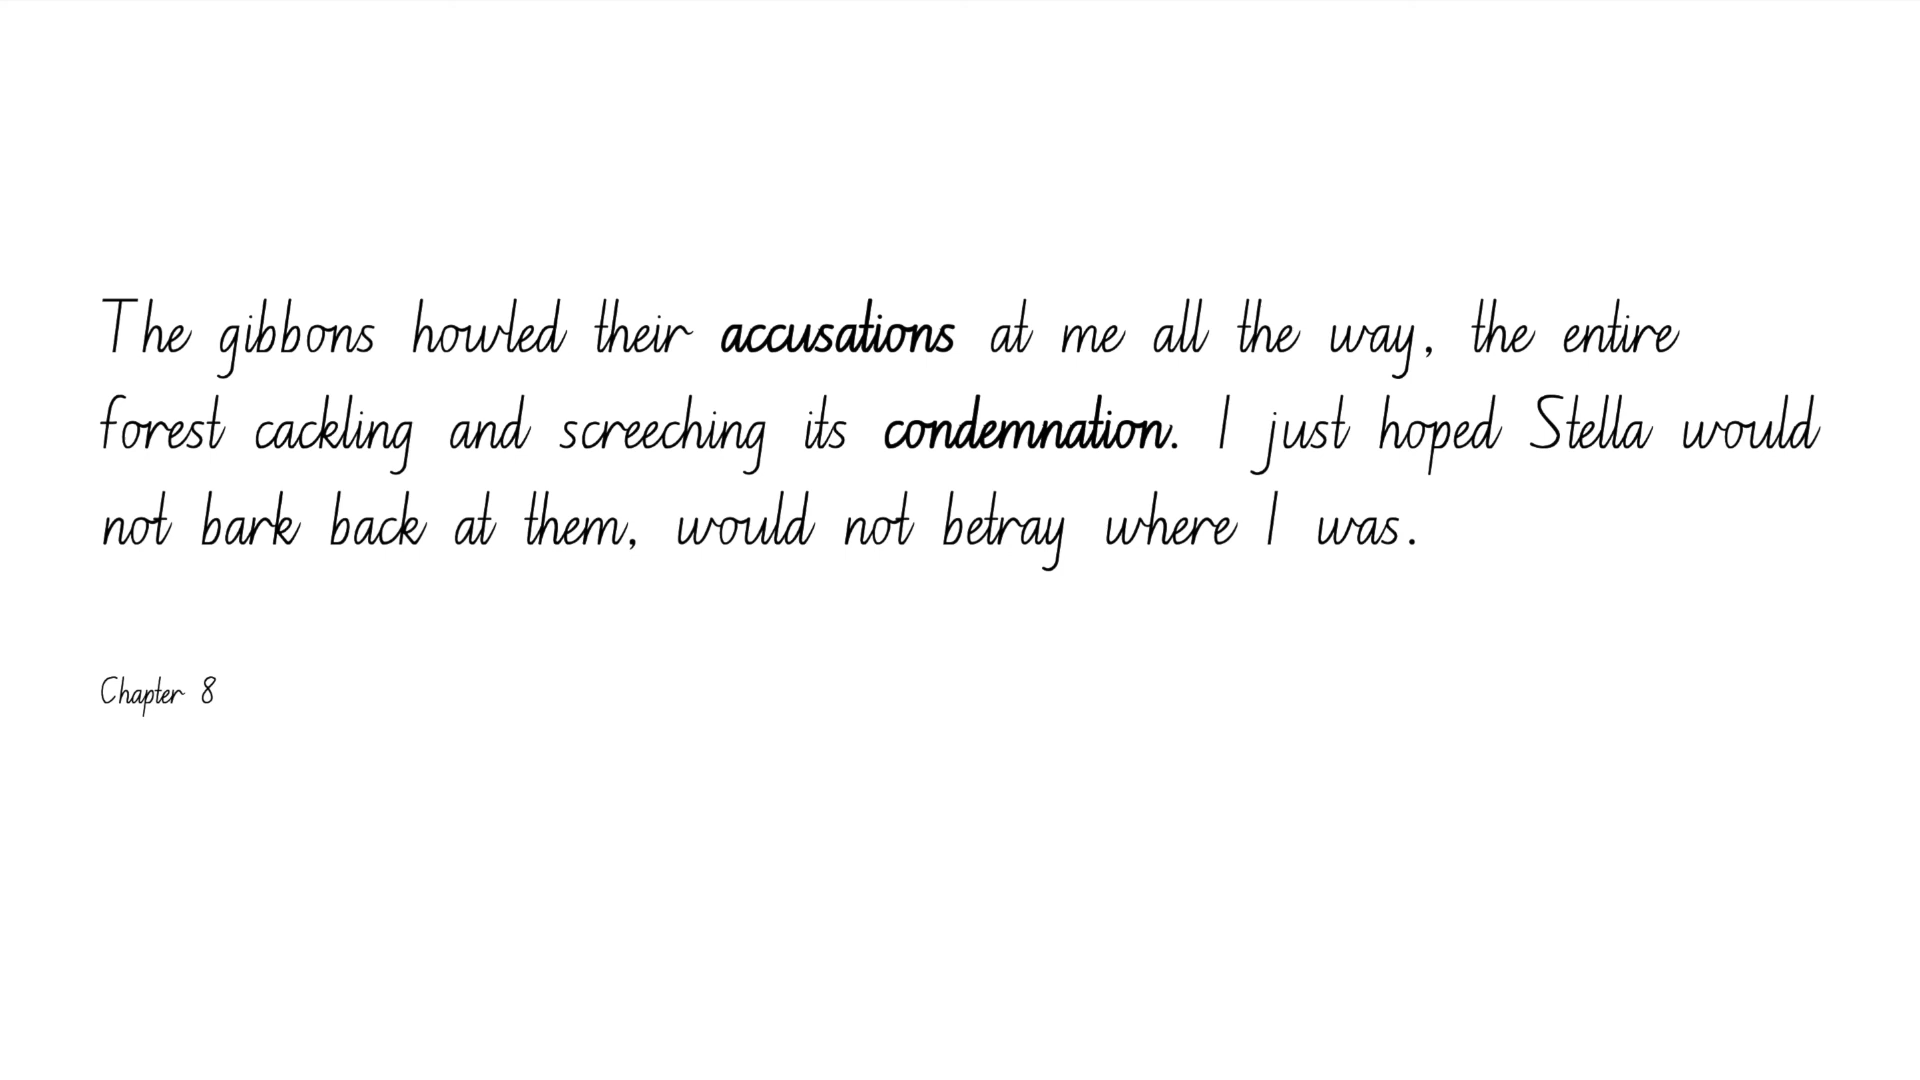 The gibbons howled their accusations at me all the way, the entire
forest cackling and screeching its condemnation. I just hoped Stella would
not bark back at them, would not betray where I was.
Chapter 8